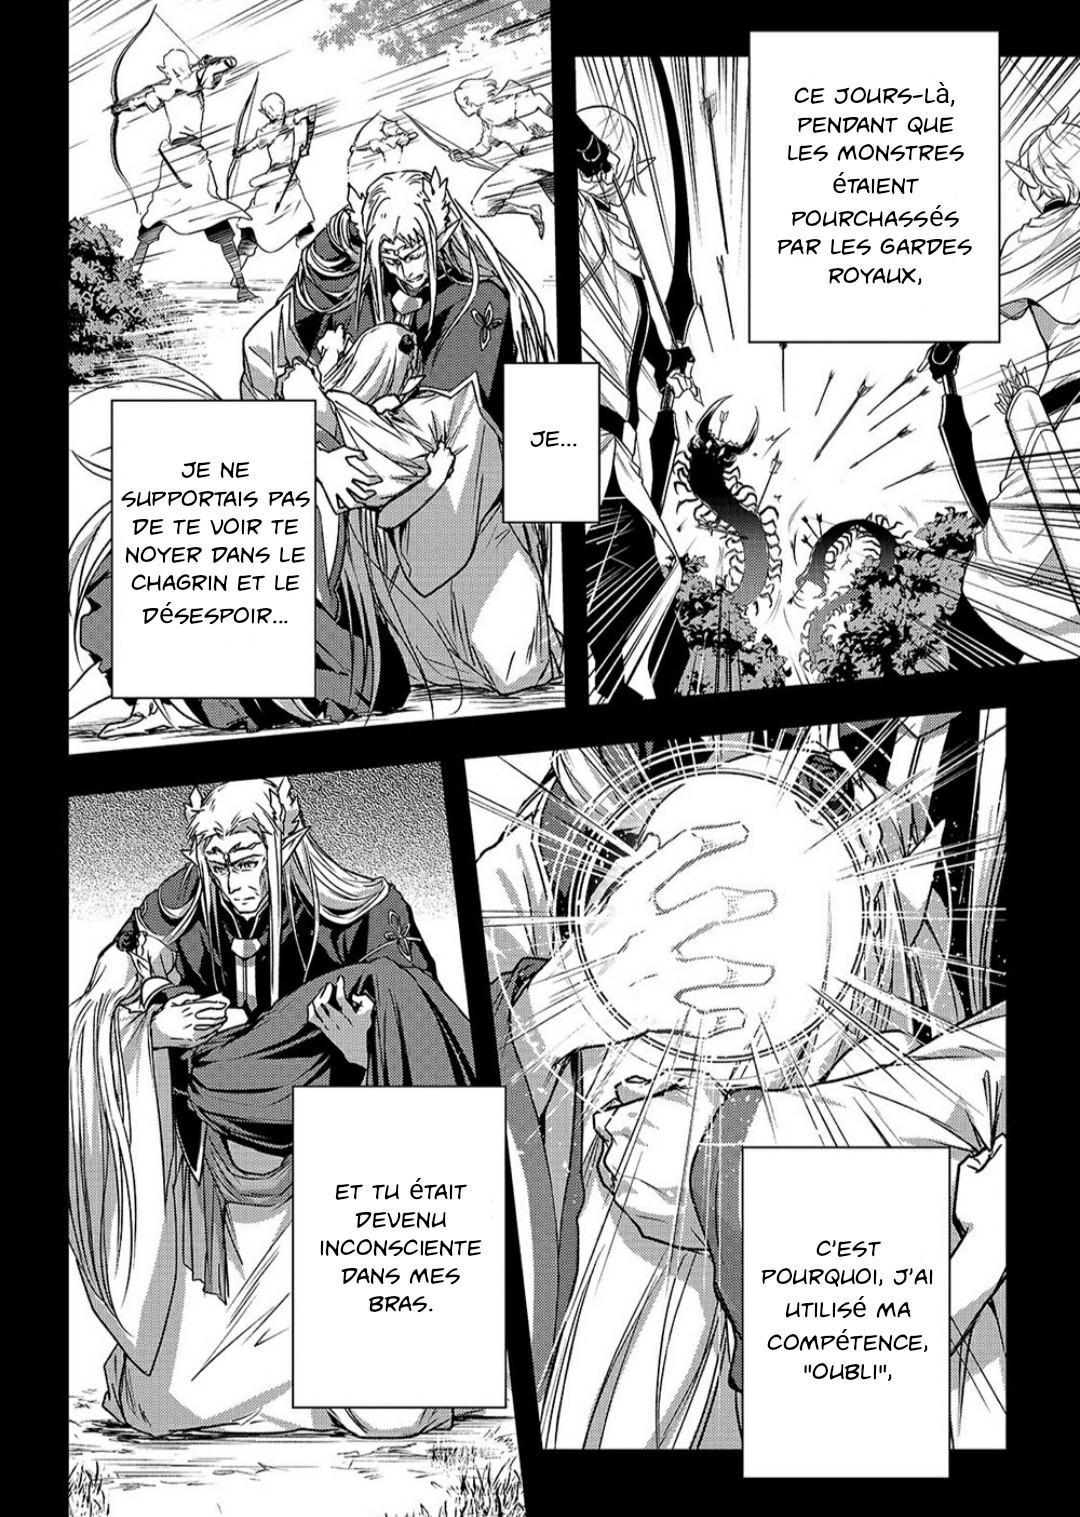 CE JOURS-LÀ,
PENDANT QUE
LES MONSTRES
ÉTAIENT
POURCHASSÉS
PAR LES GARDES
ROYAUX,
JE...
JE NE
SUPPORTAIS PAS
DE TE VOIR TE
NOYER DANS LE
CHAGRIN ET LE
DÉSESPOIR...
C'EST
POURQUOI, J'AI
UTILISÉ MA
COMPÉTENCE,
"OUBLI",
ET TU ÉTAIT
DEVENU
INCONSCIENTE
DANS MES
BRAS.